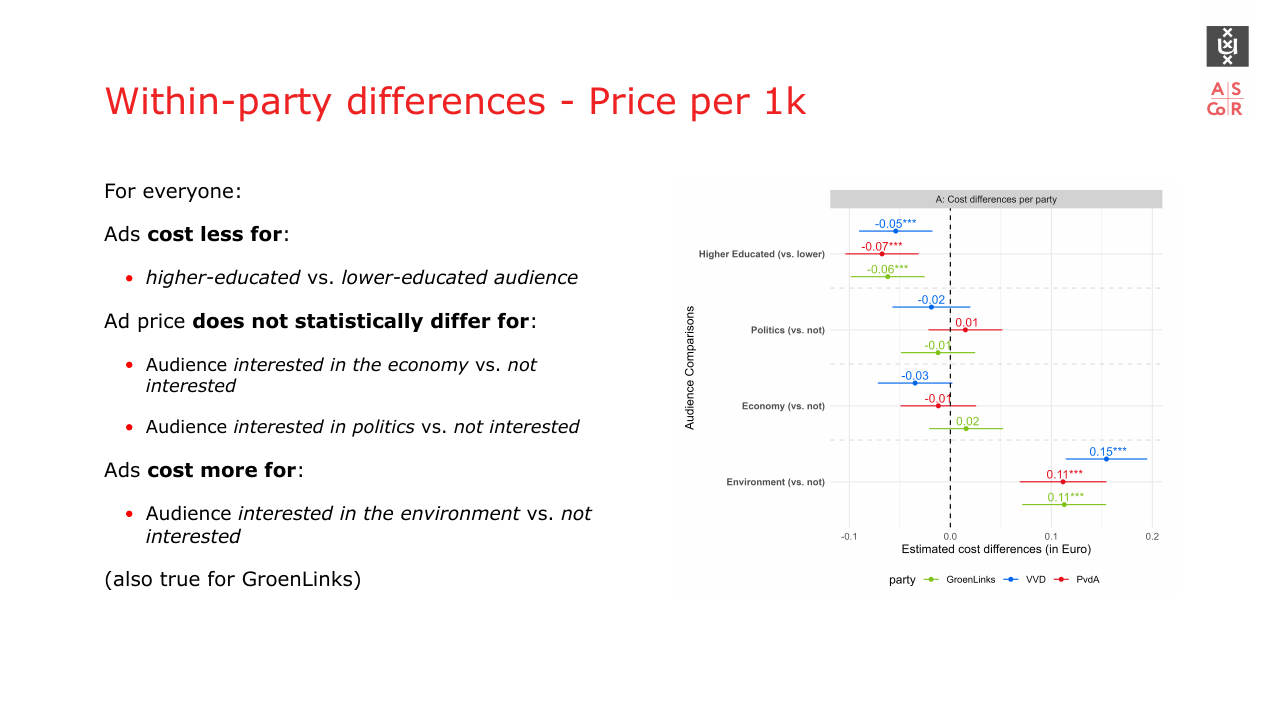 Within-party differences - Price per 1k
For everyone:
Ads cost less for:
higher-educated vs. lower-educated audience
Ad price does not statistically differ for:
Audience interested in the economy vs. not
interested
Audience interested in politics vs. not interested
Ads cost more for:
Audience interested in the environment vs. not
interested
(also true for GroenLinks)
A: Cost differences per party
Audience Comparisons
Higher Educated (vs. lower)
-0.05***
-0.07***
-0.06***
Politics (vs. not)
-0.02
0.01
-0.01
Economy (vs. not)
-0.03
-0.01
0.02
Environment (vs. not)
0.15***
0.11***
0.11***
-0.1 0.0 0.1 0.2
Estimated cost differences (in Euro)
party GroenLinks VVD PvdA
A S
Co R